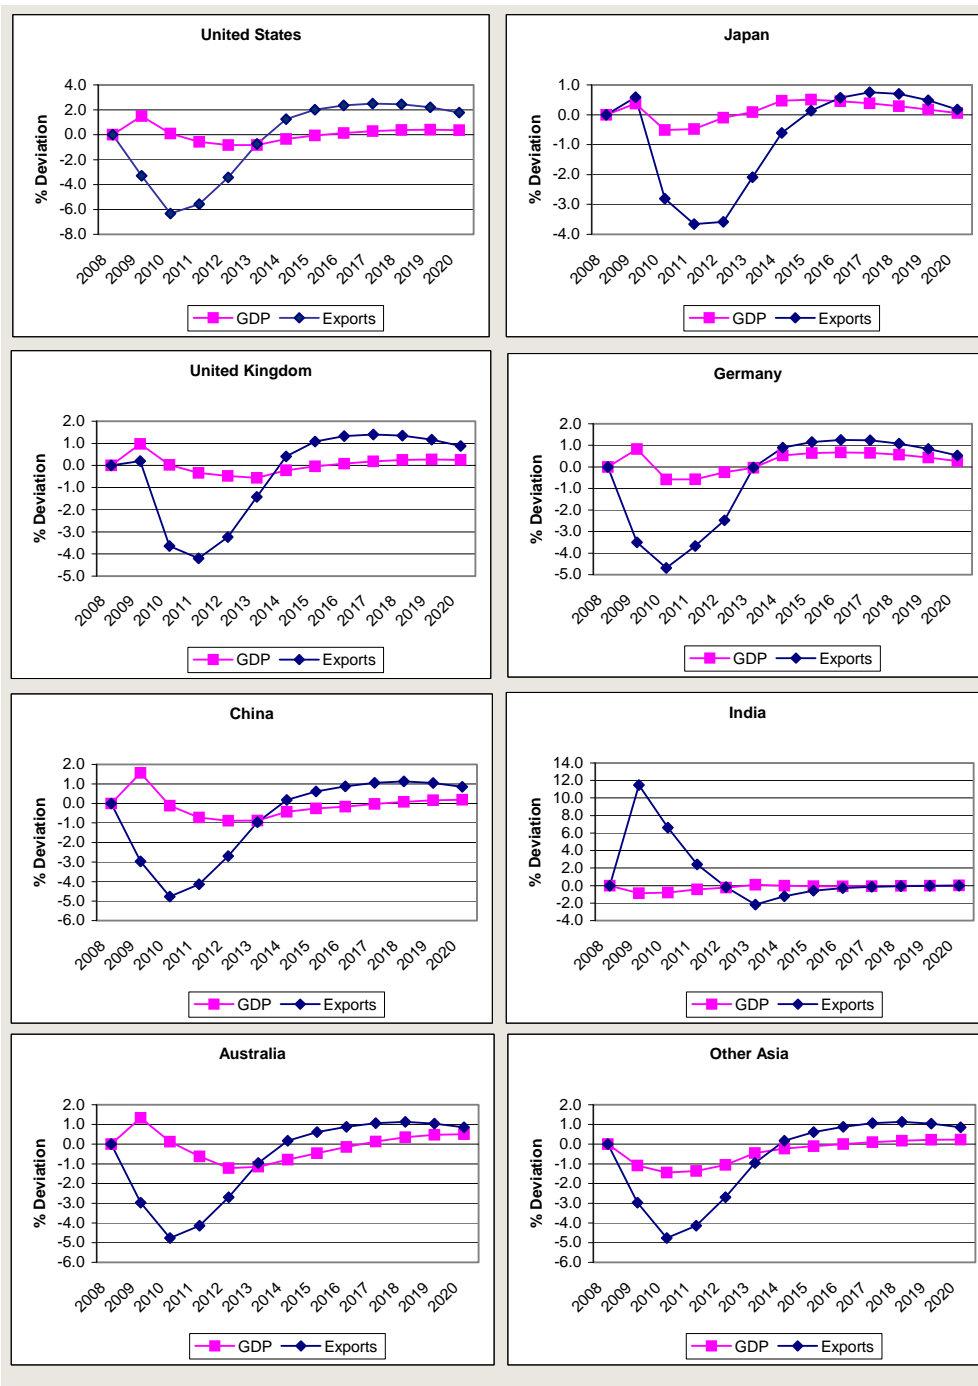 United States
4.0
2.0
0.0
-2.0
-4.0
-6.0
-8.0
% Deviation
2008 2009 2010 2011 2012 2013 2014 2015 2016 2017 2018 2019 2020
GDP Exports
Japan
1.0
0.0
-1.0
-2.0
-3.0
-4.0
% Deviation
2008 2009 2010 2011 2012 2013 2014 2015 2016 2017 2018 2019 2020
GDP Exports
United Kingdom
2.0
1.0
0.0
-1.0
-2.0
-3.0
-4.0
-5.0
% Deviation
2008 2009 2010 2011 2012 2013 2014 2015 2016 2017 2018 2019 2020
GDP Exports
Germany
2.0
1.0
0.0
-1.0
-2.0
-3.0
-4.0
-5.0
% Deviation
2008 2009 2010 2011 2012 2013 2014 2015 2016 2017 2018 2019 2020
GDP Exports
China
2.0
1.0
0.0
-1.0
-2.0
-3.0
-4.0
-5.0
-6.0
% Deviation
2008 2009 2010 2011 2012 2013 2014 2015 2016 2017 2018 2019 2020
GDP Exports
India
14.0
12.0
10.0
8.0
6.0
4.0
2.0
0.0
-2.0
-4.0
% Deviation
2008 2009 2010 2011 2012 2013 2014 2015 2016 2017 2018 2019 2020
GDP Exports
Australia
2.0
1.0
0.0
-1.0
-2.0
-3.0
-4.0
-5.0
-6.0
% Deviation
2008 2009 2010 2011 2012 2013 2014 2015 2016 2017 2018 2019 2020
GDP Exports
Other Asia
2.0
1.0
0.0
-1.0
-2.0
-3.0
-4.0
-5.0
-6.0
% Deviation
2008 2009 2010 2011 2012 2013 2014 2015 2016 2017 2018 2019 2020
GDP Exports